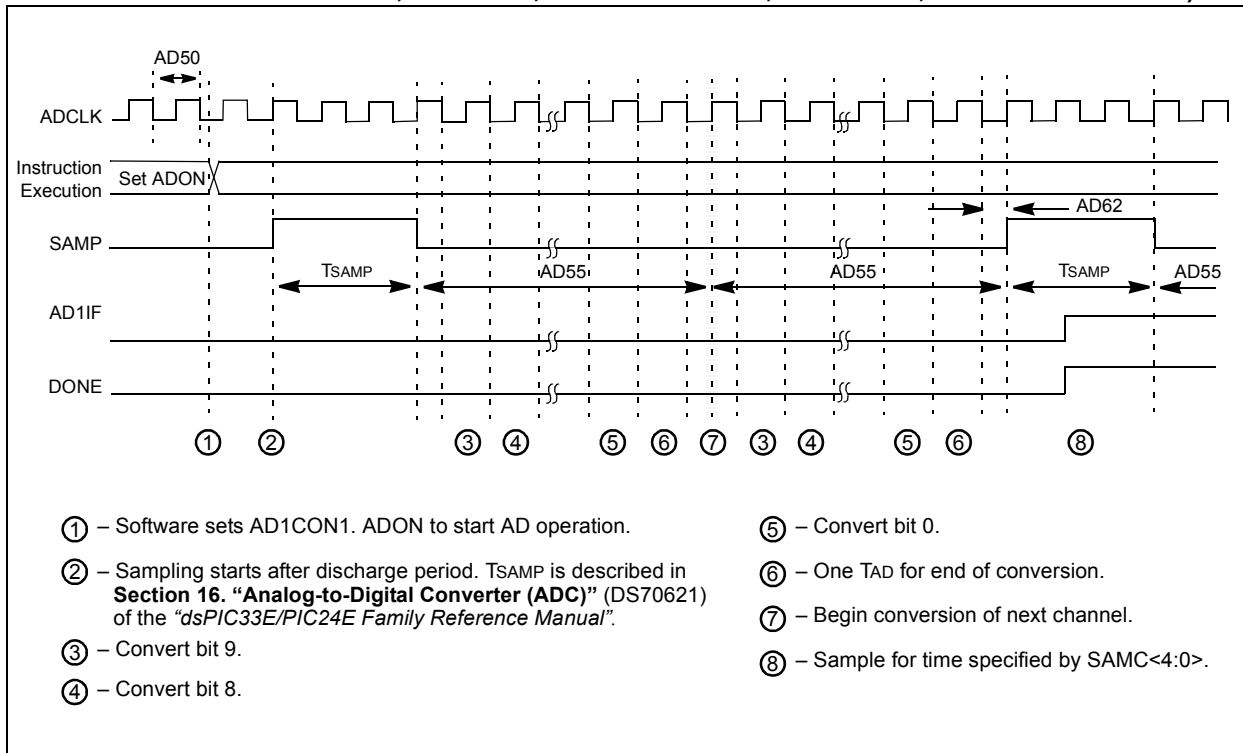 AD50
ADCLK
Instruction
Execution
Set ADON
AD62
SAMP
TSAMP
AD55
AD55
TSAMP
AD55
AD1IF
DONE
① ② ③ ④ ⑤ ⑥ ⑦ ③ ④ ⑤ ⑥ ⑧
① – Software sets AD1CON1. ADON to start AD operation.
② – Sampling starts after discharge period. TSAMP is described in
Section 16. “Analog-to-Digital Converter (ADC)” (DS70621)
of the “dsPIC33E/PIC24E Family Reference Manual”.
③ – Convert bit 9.
④ – Convert bit 8.
⑤ – Convert bit 0.
⑥ – One TAD for end of conversion.
⑦ – Begin conversion of next channel.
⑧ – Sample for time specified by SAMC<4:0>.